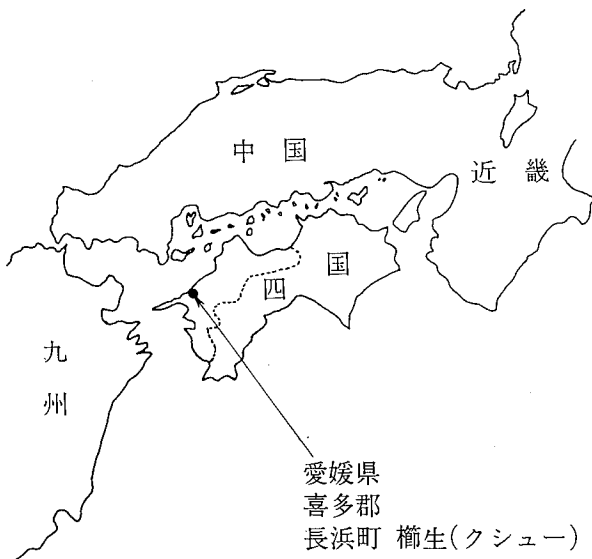 中国
近畿
四国
九州
愛媛県
喜多郡
長浜町 櫛生(クシュー)